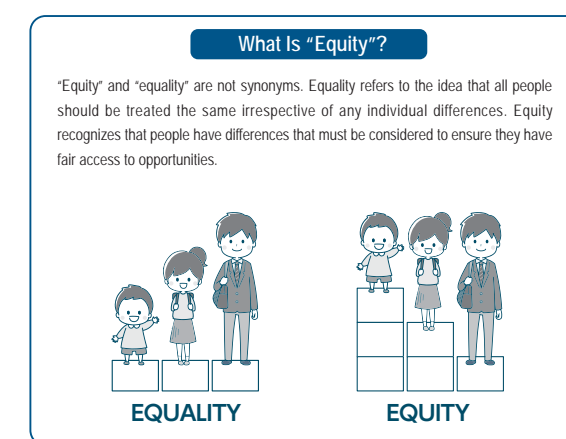 What Is “Equity”?
“Equity” and “equality” are not synonyms. Equality refers to the idea that all people
should be treated the same irrespective of any individual differences. Equity
recognizes that people have differences that must be considered to ensure they have
fair access to opportunities.
EQUALITY
EQUITY